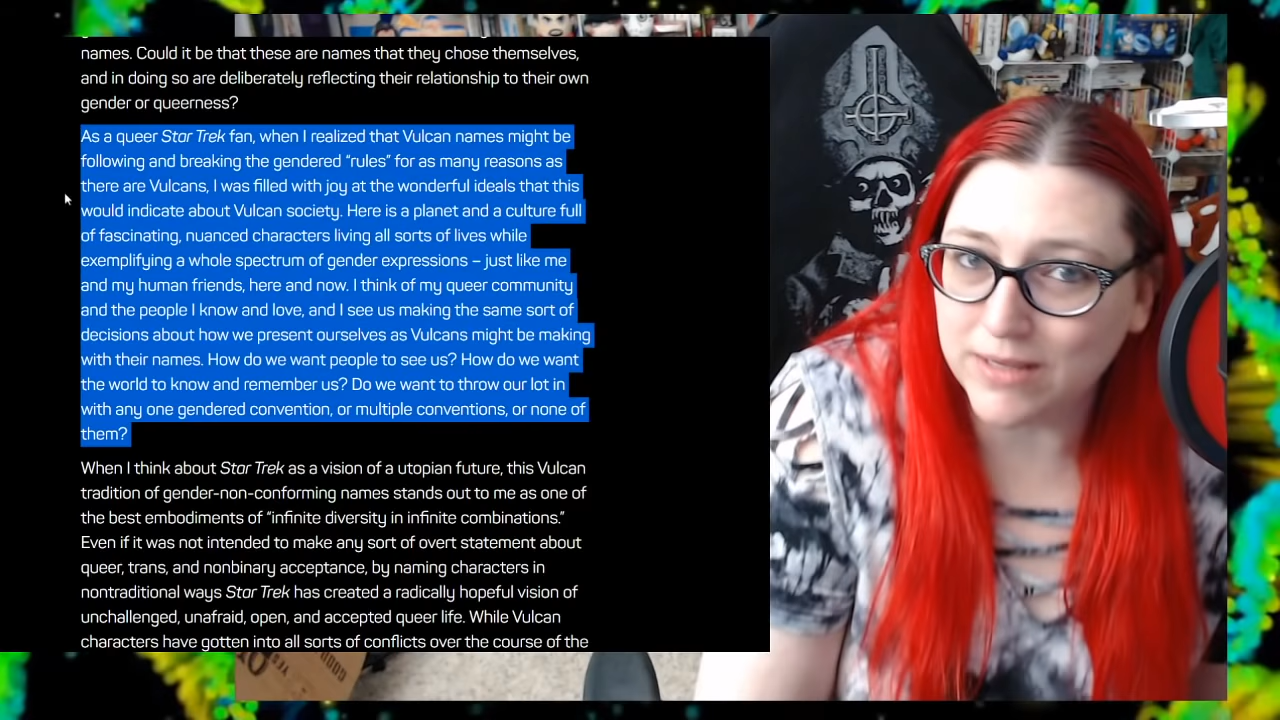 names. Could it be that these are names that they chose themselves,
and in doing so are deliberately reflecting their relationship to their own
gender or queerness?
As a queer Star Trek fan, when I realized that Vulcan names might be
following and breaking the gendered “rules” for as many reasons as
there are Vulcans, I was filled with joy at the wonderful ideals that this
would indicate about Vulcan society. Here is a planet and a culture full
of fascinating, nuanced characters living all sorts of lives while
exemplifying a whole spectrum of gender expressions – just like me
and my human friends, here and now. I think of my queer community
and the people I know and love, and I see us making the same sort of
decisions about how we present ourselves as Vulcans might be making
with their names. How do we want people to see us? How do we want
the world to know and remember us? Do we want to throw our lot in
with any one gendered convention, or multiple conventions, or none of
them?
When I think about Star Trek as a vision of a utopian future, this Vulcan
tradition of gender-non-conforming names stands out to me as one of
the best embodiments of “infinite diversity in infinite combinations.”
Even if it was not intended to make any sort of overt statement about
queer, trans, and nonbinary acceptance, by naming characters in
nontraditional ways Star Trek has created a radically hopeful vision of
unchallenged, unafraid, open, and accepted queer life. While Vulcan
characters have gotten into all sorts of conflicts over the course of the